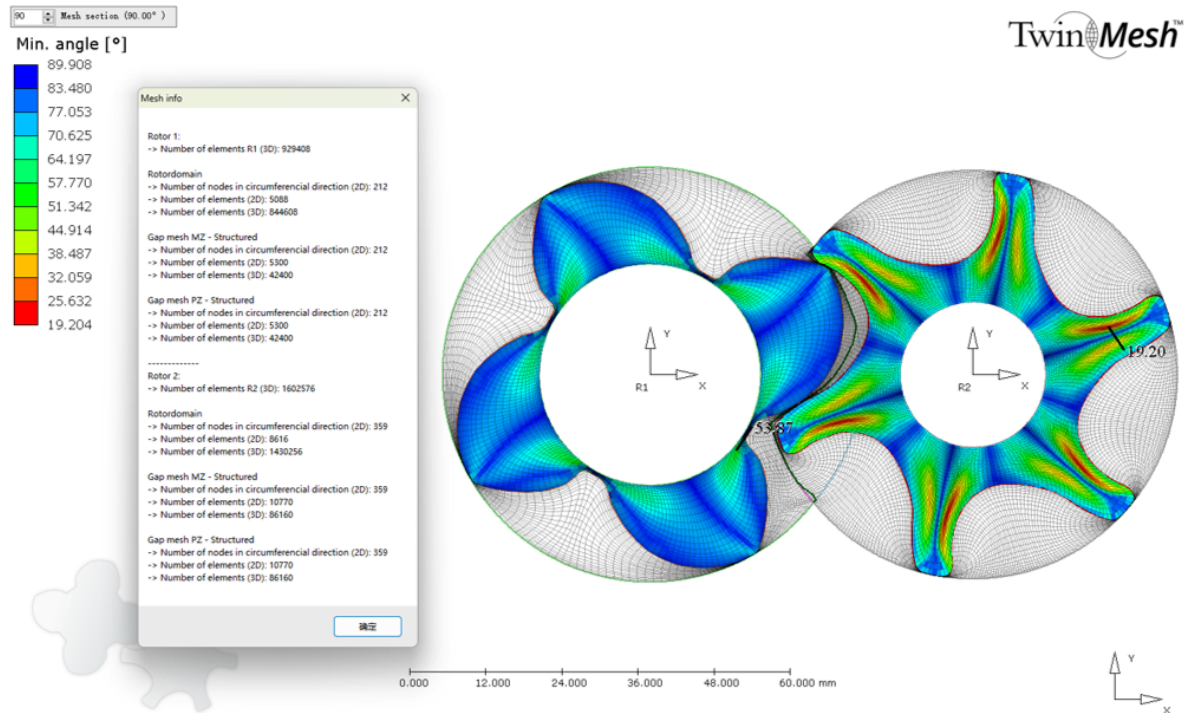 90 Mesh section (90.00° )
TwinMesh™
Min. angle [°]
89.908
83.480
77.053
70.625
64.197
57.770
51.342
44.914
38.487
32.059
25.632
19.204
Mesh info
Rotor 1:
-> Number of elements R1 (3D): 929408
Rotordomain
-> Number of nodes in circumferencial direction (2D): 212
-> Number of elements (2D): 5088
-> Number of elements (3D): 844608
Gap mesh MZ - Structured
-> Number of nodes in circumferencial direction (2D): 212
-> Number of elements (2D): 5300
-> Number of elements (3D): 42400
Gap mesh PZ - Structured
-> Number of nodes in circumferencial direction (2D): 212
-> Number of elements (2D): 5300
-> Number of elements (3D): 42400
-------------
Rotor 2:
-> Number of elements R2 (3D): 1602576
Rotordomain
-> Number of nodes in circumferencial direction (2D): 359
-> Number of elements (2D): 8616
-> Number of elements (3D): 1430256
Gap mesh MZ - Structured
-> Number of nodes in circumferencial direction (2D): 359
-> Number of elements (2D): 10770
-> Number of elements (3D): 86160
Gap mesh PZ - Structured
-> Number of nodes in circumferencial direction (2D): 359
-> Number of elements (2D): 10770
-> Number of elements (3D): 86160
确定
Y
R1 X
Y
R2 X
19.20
53.87
0.000 12.000 24.000 36.000 48.000 60.000 mm
Y
X